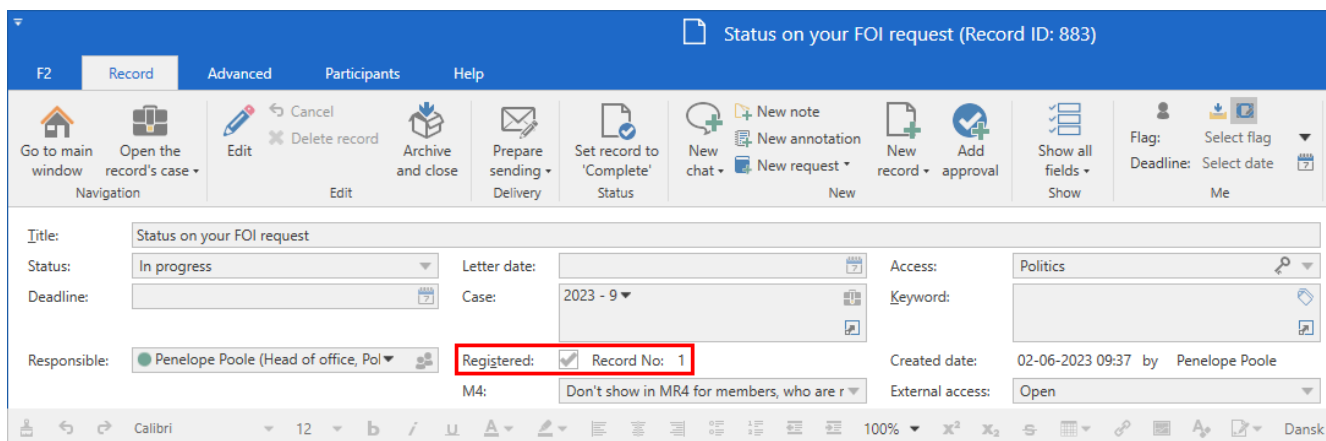 Status on your FOI request (Record ID: 883)
F2 Record Advanced Participants Help
Go to main window
Open the record's case
Navigation
Edit
Cancel
Delete record
Archive and close
Edit
Prepare sending
Delivery
Set record to 'Complete'
Status
New chat
New note
New annotation
New request
New record
Add approval
New
Show all fields
Show
Flag: Select flag
Deadline: Select date
Me
Title: Status on your FOI request
Status: In progress Letter date: Access: Politics
Deadline: Case: 2023 - 9 Keyword:
Responsible: Penelope Poole (Head of office, Pol Registered: Record No: 1 Created date: 02-06-2023 09:37 by Penelope Poole
M4: Don't show in MR4 for members, who are r External access: Open
Calibri 12 b i u A 100% x² x₂ S A Dansk